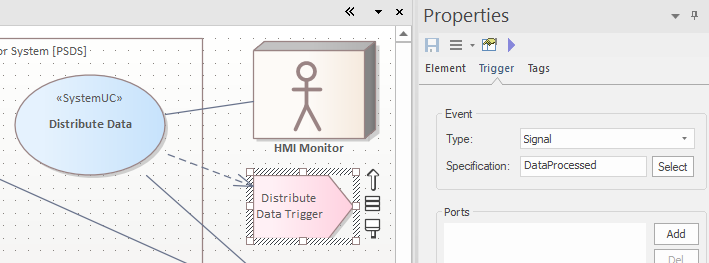 Properties
or System [PSDS]
«SystemUC»
Distribute Data
HMI Monitor
Distribute
Data Trigger
Element Trigger Tags
Event
Type: Signal
Specification: DataProcessed Select
Ports
Add
Del